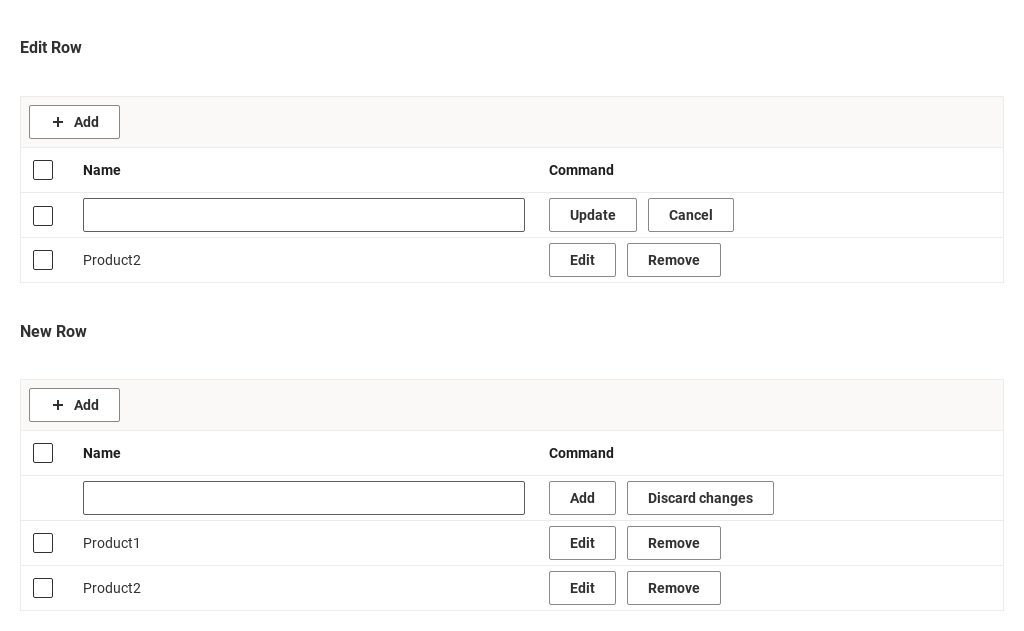 Edit Row
Add
Name Command
Update Cancel
Product2 Edit Remove
New Row
Add
Name Command
Add Discard changes
Product1 Edit Remove
Product2 Edit Remove